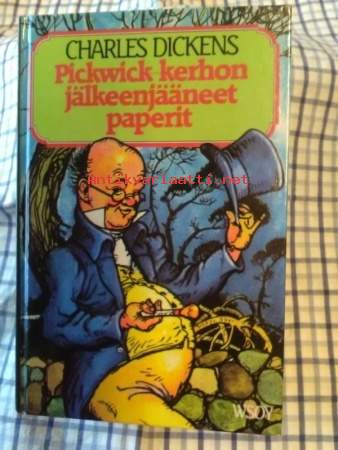 CHARLES DICKENS
Pickwick kerhon
jälkeenjääneet
paperit
Antikvariaatti.net
WSOY